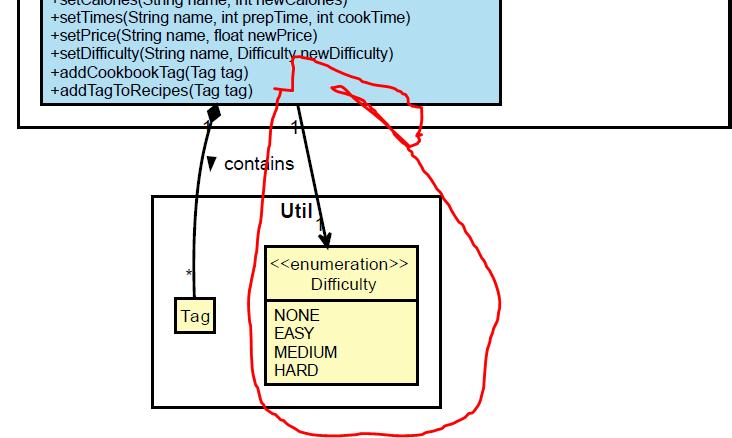 +setCalories(String name, int newCalories)
+setTimes(String name, int prepTime, int cookTime)
+setPrice(String name, float newPrice)
+setDifficulty(String name, Difficulty newDifficulty)
+addCookbookTag(Tag tag)
+addTagToRecipes(Tag tag)
1 1
▼ contains
Util
1
<<enumeration>>
Difficulty
*
Tag
NONE
EASY
MEDIUM
HARD